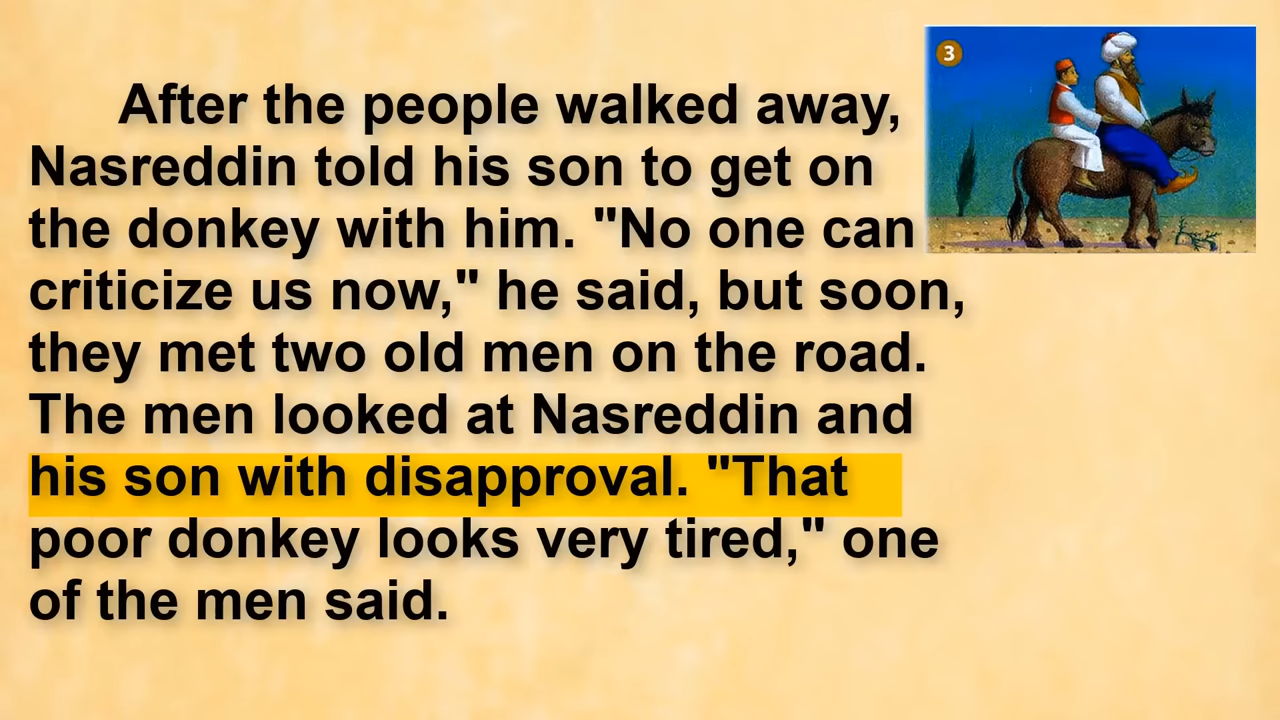 3
After the people walked away,
Nasreddin told his son to get on
the donkey with him. "No one can
criticize us now," he said, but soon,
they met two old men on the road.
The men looked at Nasreddin and
his son with disapproval. "That
poor donkey looks very tired," one
of the men said.